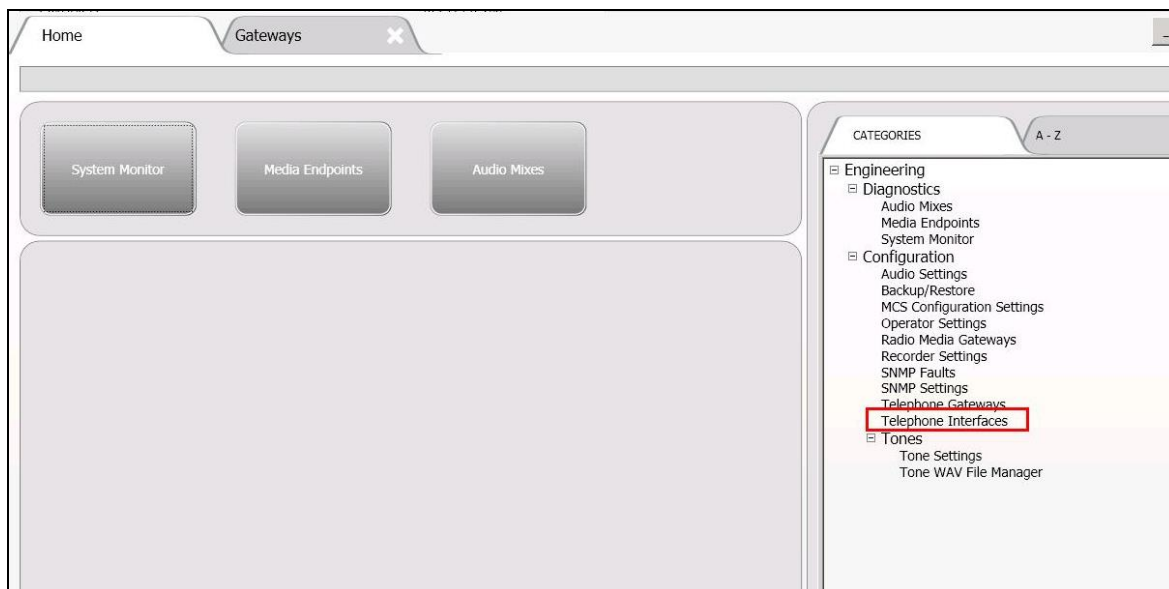 Home
Gateways
System Monitor
Media Endpoints
Audio Mixes
CATEGORIES
A - Z
Engineering
Diagnostics
Audio Mixes
Media Endpoints
System Monitor
Configuration
Audio Settings
Backup/Restore
MCS Configuration Settings
Operator Settings
Radio Media Gateways
Recorder Settings
SNMP Faults
SNMP Settings
Telephone Gateways
Telephone Interfaces
Tones
Tone Settings
Tone WAV File Manager